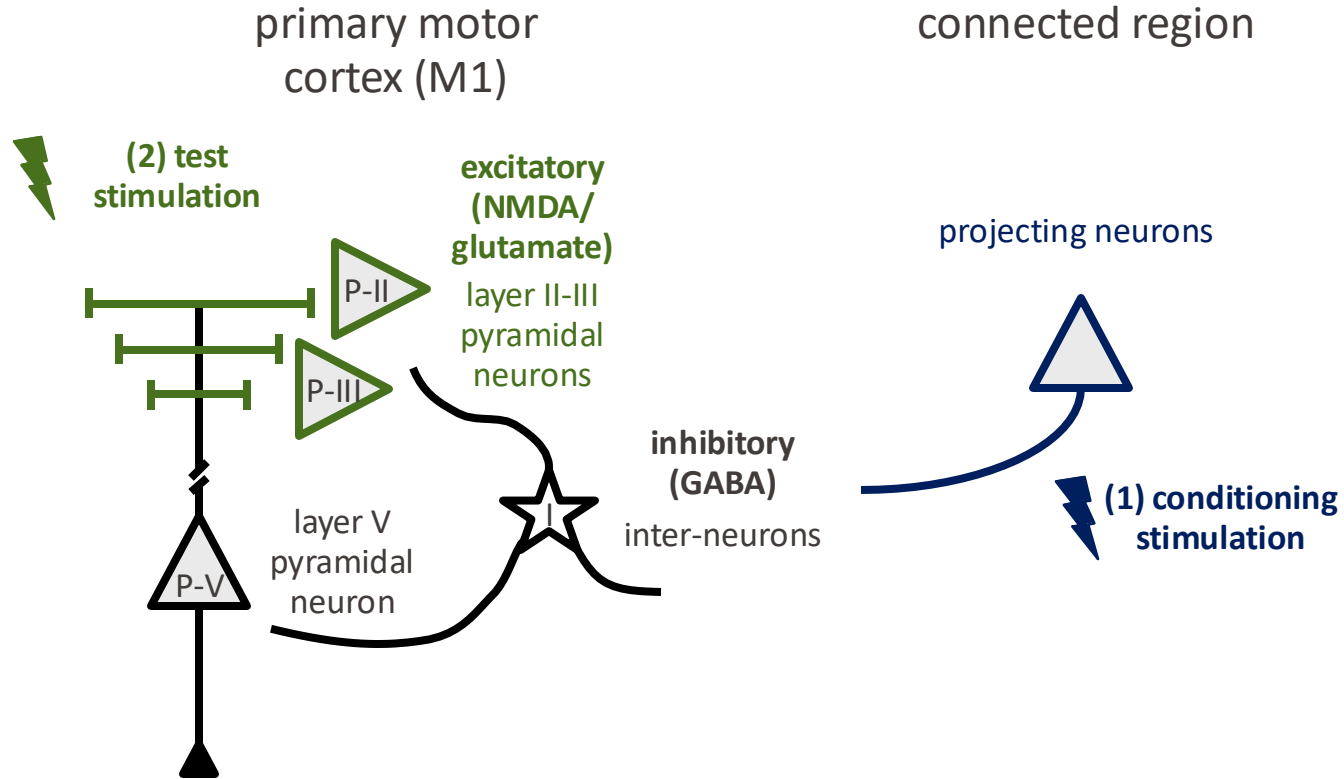 primary motor
cortex (M1)
connected region
(2) test
stimulation
excitatory
(NMDA/
glutamate)
layer II-III
pyramidal
neurons
P-II
P-III
projecting neurons
inhibitory
(GABA)
inter-neurons
I
(1) conditioning
stimulation
layer V
pyramidal
neuron
P-V